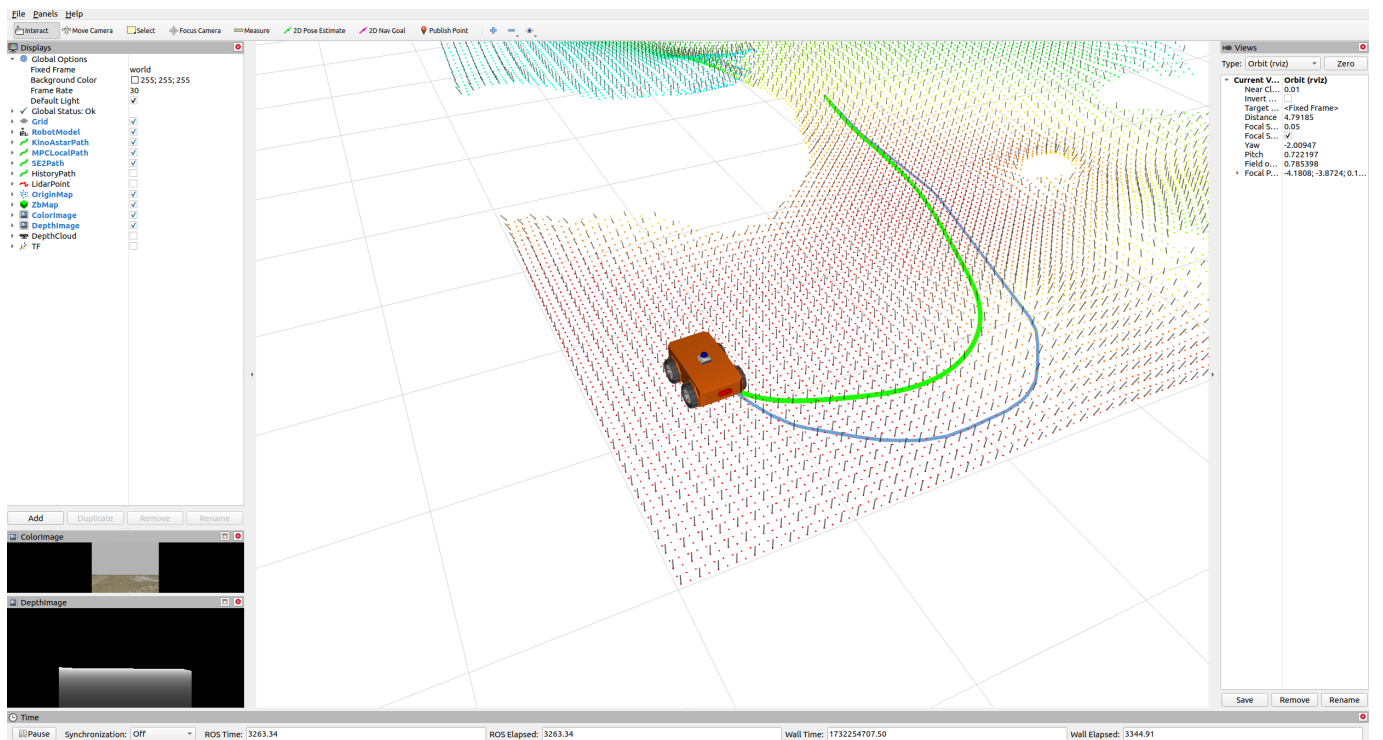 File Panels Help
Interact Move Camera Select Focus Camera Measure 2D Pose Estimate 2D Nav Goal Publish Point
Displays
Global Options
Fixed Frame world
Background Color 255; 255; 255
Frame Rate 30
Default Light
Global Status: Ok
Grid
RobotModel
KinoAstarPath
MPCLocalPath
SE2Path
HistoryPath
LidarPoint
OriginMap
ZbMap
ColorImage
DepthImage
DepthCloud
TF
Add Duplicate Remove Rename
ColorImage
DepthImage
Views
Type: Orbit (rviz) Zero
Current V... Orbit (rviz)
Near Cl... 0.01
Invert ...
Target ... <Fixed Frame>
Distance 4.79185
Focal S... 0.05
Focal S...
Yaw -2.00947
Pitch 0.722197
Field o... 0.785398
Focal P... -4.1808; -3.8724; 0.1...
Save Remove Rename
Time
Pause Synchronization: Off ROS Time: 3263.34 ROS Elapsed: 3263.34 Wall Time: 1732254707.50 Wall Elapsed: 3344.91